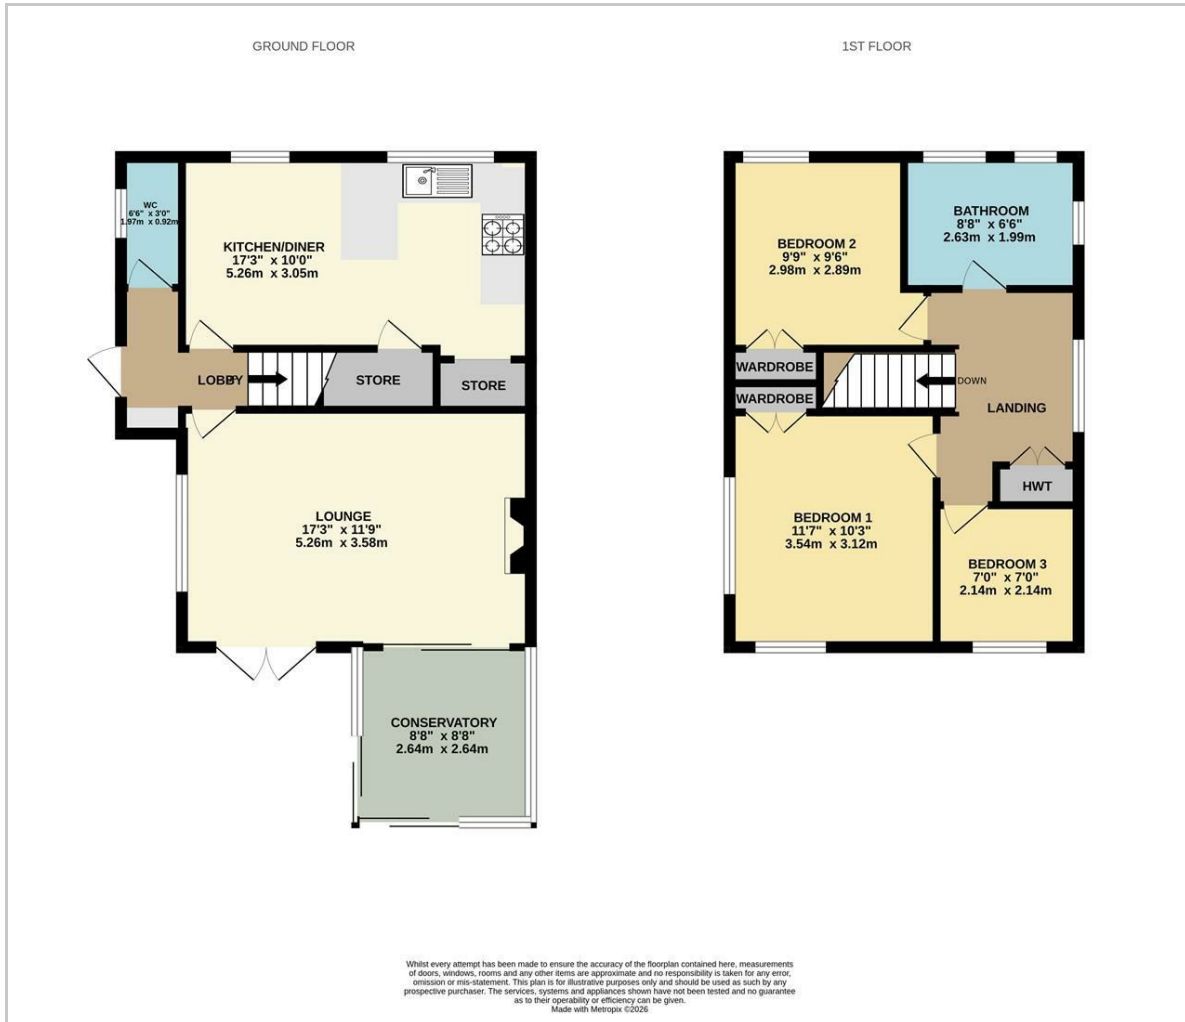 GROUND FLOOR
WC
6'6" x 3'0"
1.97m x 0.92m
KITCHEN/DINER
17'3" x 10'0"
5.26m x 3.05m
LOBBY
STORE
STORE
LOUNGE
17'3" x 11'9"
5.26m x 3.58m
CONSERVATORY
8'8" x 8'8"
2.64m x 2.64m
1ST FLOOR
BEDROOM 2
9'9" x 9'6"
2.98m x 2.89m
BATHROOM
8'8" x 6'6"
2.63m x 1.99m
WARDROBE
WARDROBE
DOWN
LANDING
HWT
BEDROOM 1
11'7" x 10'3"
3.54m x 3.12m
BEDROOM 3
7'0" x 7'0"
2.14m x 2.14m
Whilst every attempt has been made to ensure the accuracy of the floorplan contained here, measurements
of doors, windows, rooms and any other items are approximate and no responsibility is taken for any error,
omission or mis-statement. This plan is for illustrative purposes only and should be used as such by any
prospective purchaser. The services, systems and appliances shown have not been tested and no guarantee
as to their operability or efficiency can be given.
Made with Metropix ©2026